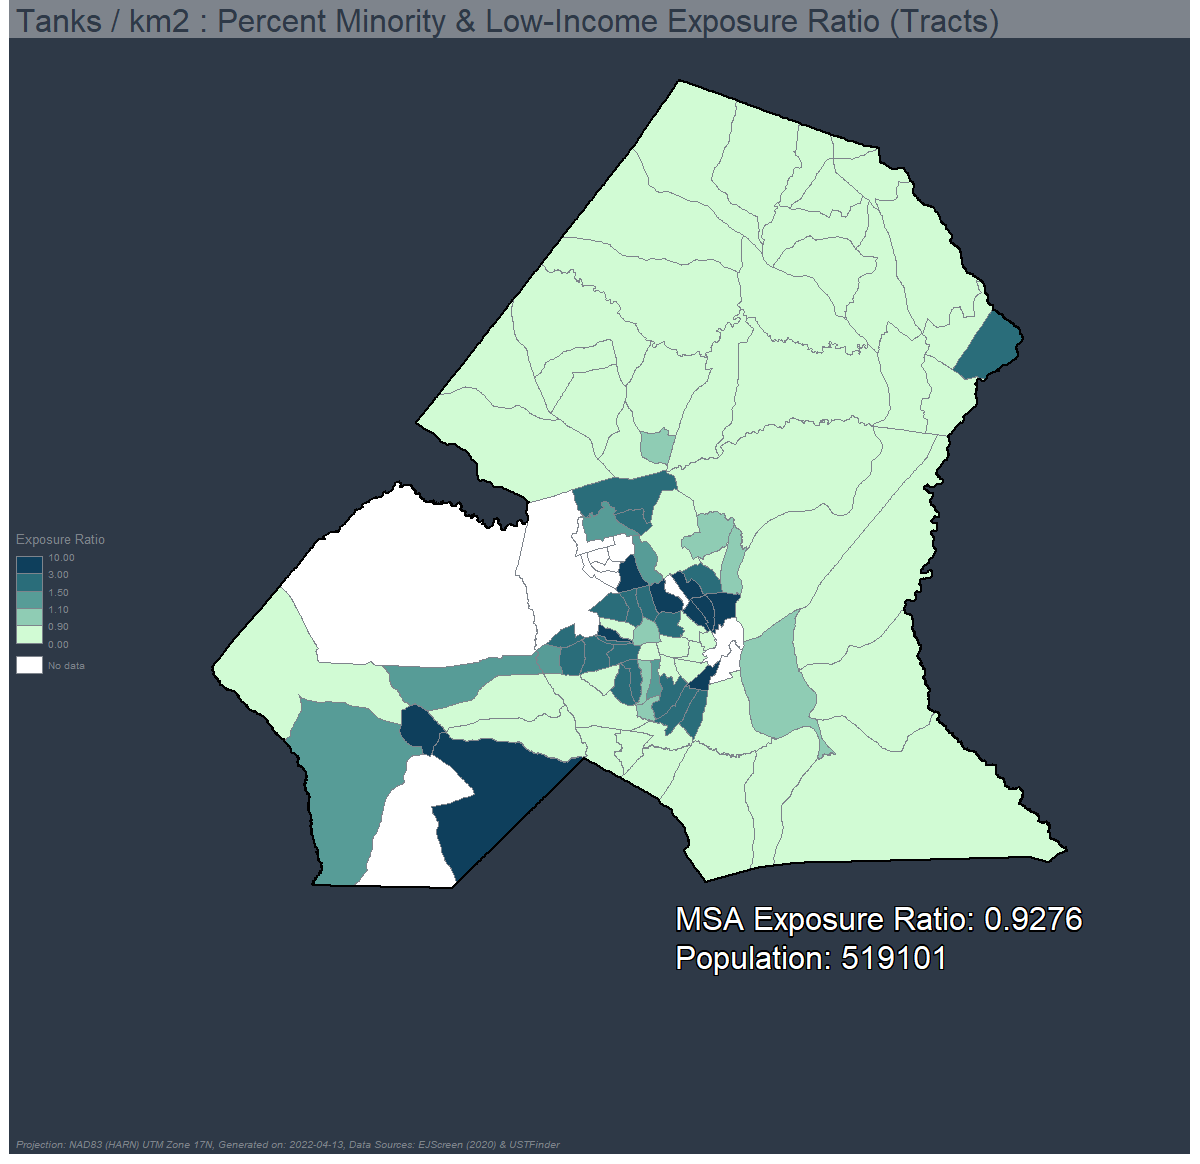 Tanks / km2 : Percent Minority & Low-Income Exposure Ratio (Tracts)
Exposure Ratio
10.00
3.00
1.50
1.10
0.90
0.00
No data
MSA Exposure Ratio: 0.9276
Population: 519101
Projection: NAD83 (HARN) UTM Zone 17N, Generated on: 2022-04-13, Data Sources: EJScreen (2020) & USTFinder